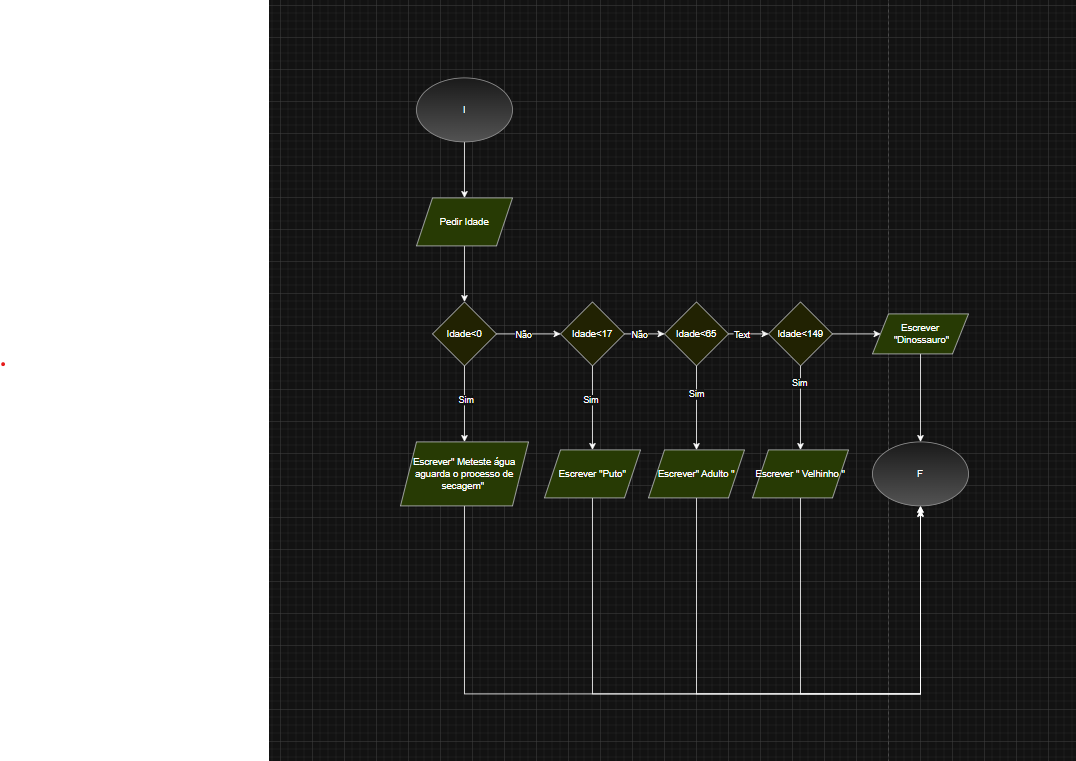 I
Pedir Idade
Idade<0
Não
Idade<17
Não
Idade<65
Text
Idade<149
Escrever
"Dinossauro"
Sim
Sim
Sim
Sim
Escrever" Meteste água
aguarda o processo de
secagem"
Escrever "Puto"
Escrever" Adulto "
Escrever " Velhinho "
F